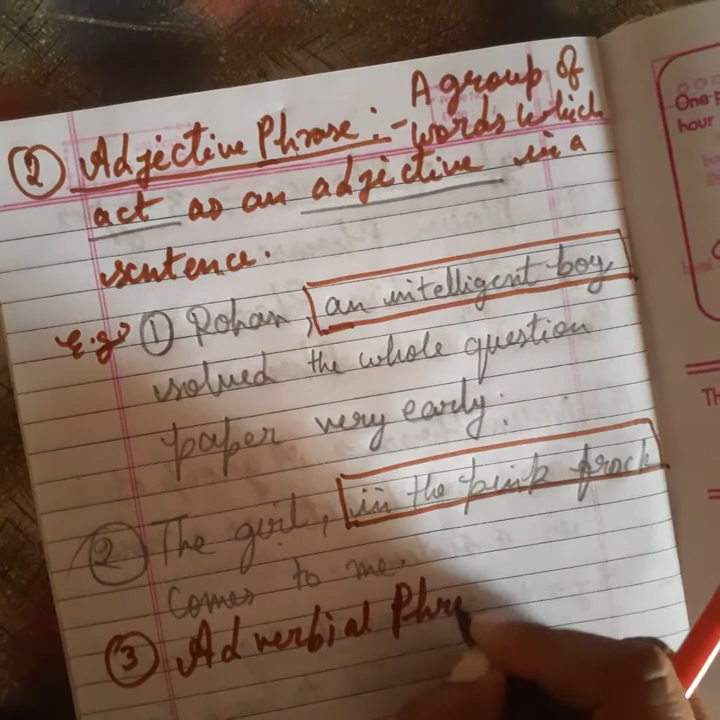 ② Adjective Phrase :- A group of
words which
act as an adjective in a
sentence.
E.g ① Rohan, an intelligent boy
solved the whole question
paper very early.
② The girl, in the pink frock
comes to me.
③ Adverbial Phra
One
hour